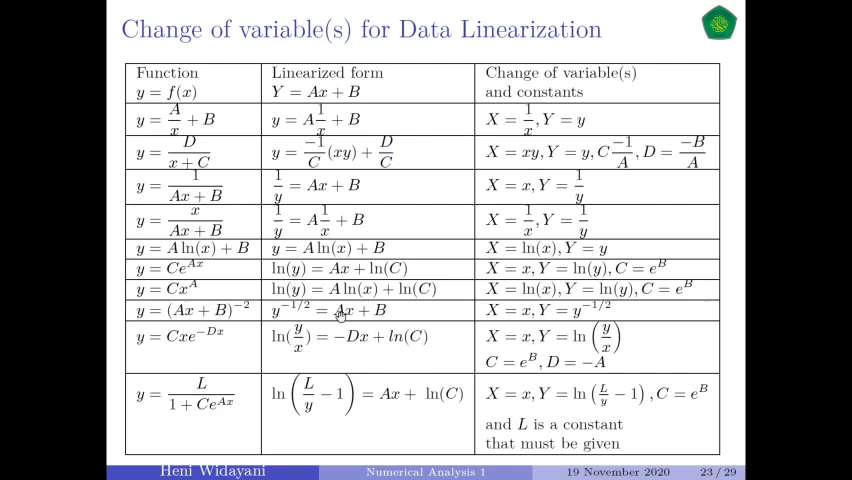 Change of variable(s) for Data Linearization
Function Linearized form Change of variable(s)
y = f(x) Y = Ax + B and constants
y = A/x + B y = A 1/x + B X = 1/x, Y = y
y = D/(x + C) y = −1/C (xy) + D/C X = xy, Y = y, C −1/A, D = −B/A
y = 1/(Ax + B) 1/y = Ax + B X = x, Y = 1/y
y = x/(Ax + B) 1/y = A 1/x + B X = 1/x, Y = 1/y
y = A ln(x) + B y = A ln(x) + B X = ln(x), Y = y
y = Ce^{Ax} ln(y) = Ax + ln(C) X = x, Y = ln(y), C = e^B
y = Cx^A ln(y) = A ln(x) + ln(C) X = ln(x), Y = ln(y), C = e^B
y = (Ax + B)^{−2} y^{−1/2} = Ax + B X = x, Y = y^{−1/2}
y = Cxe^{−Dx} ln(y/x) = −Dx + ln(C) X = x, Y = ln(y/x)
C = e^B, D = −A
y = L/(1 + Ce^{Ax}) ln(L/y − 1) = Ax + ln(C) X = x, Y = ln(L/y − 1), C = e^B
and L is a constant
that must be given
Heni Widayani Numerical Analysis 1 19 November 2020 23 / 29